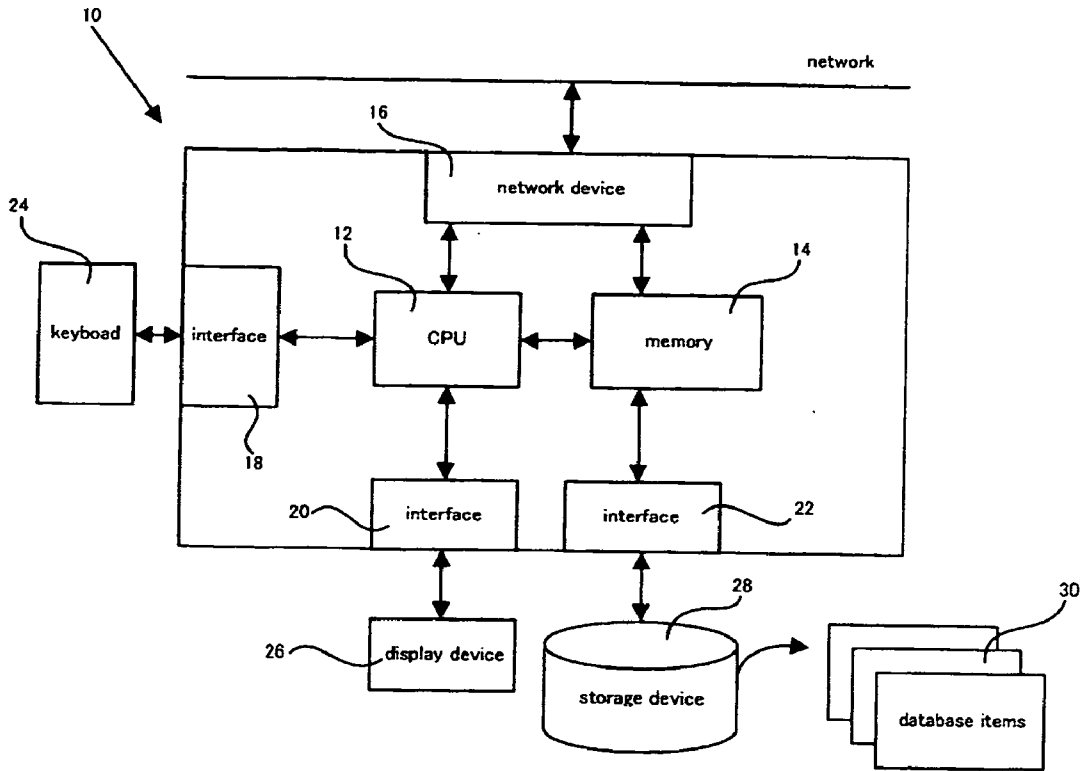 10
network
16
network device
24
12
14
keyboad
interface
CPU
memory
18
20
interface
interface
22
28
30
26
display device
storage device
database items